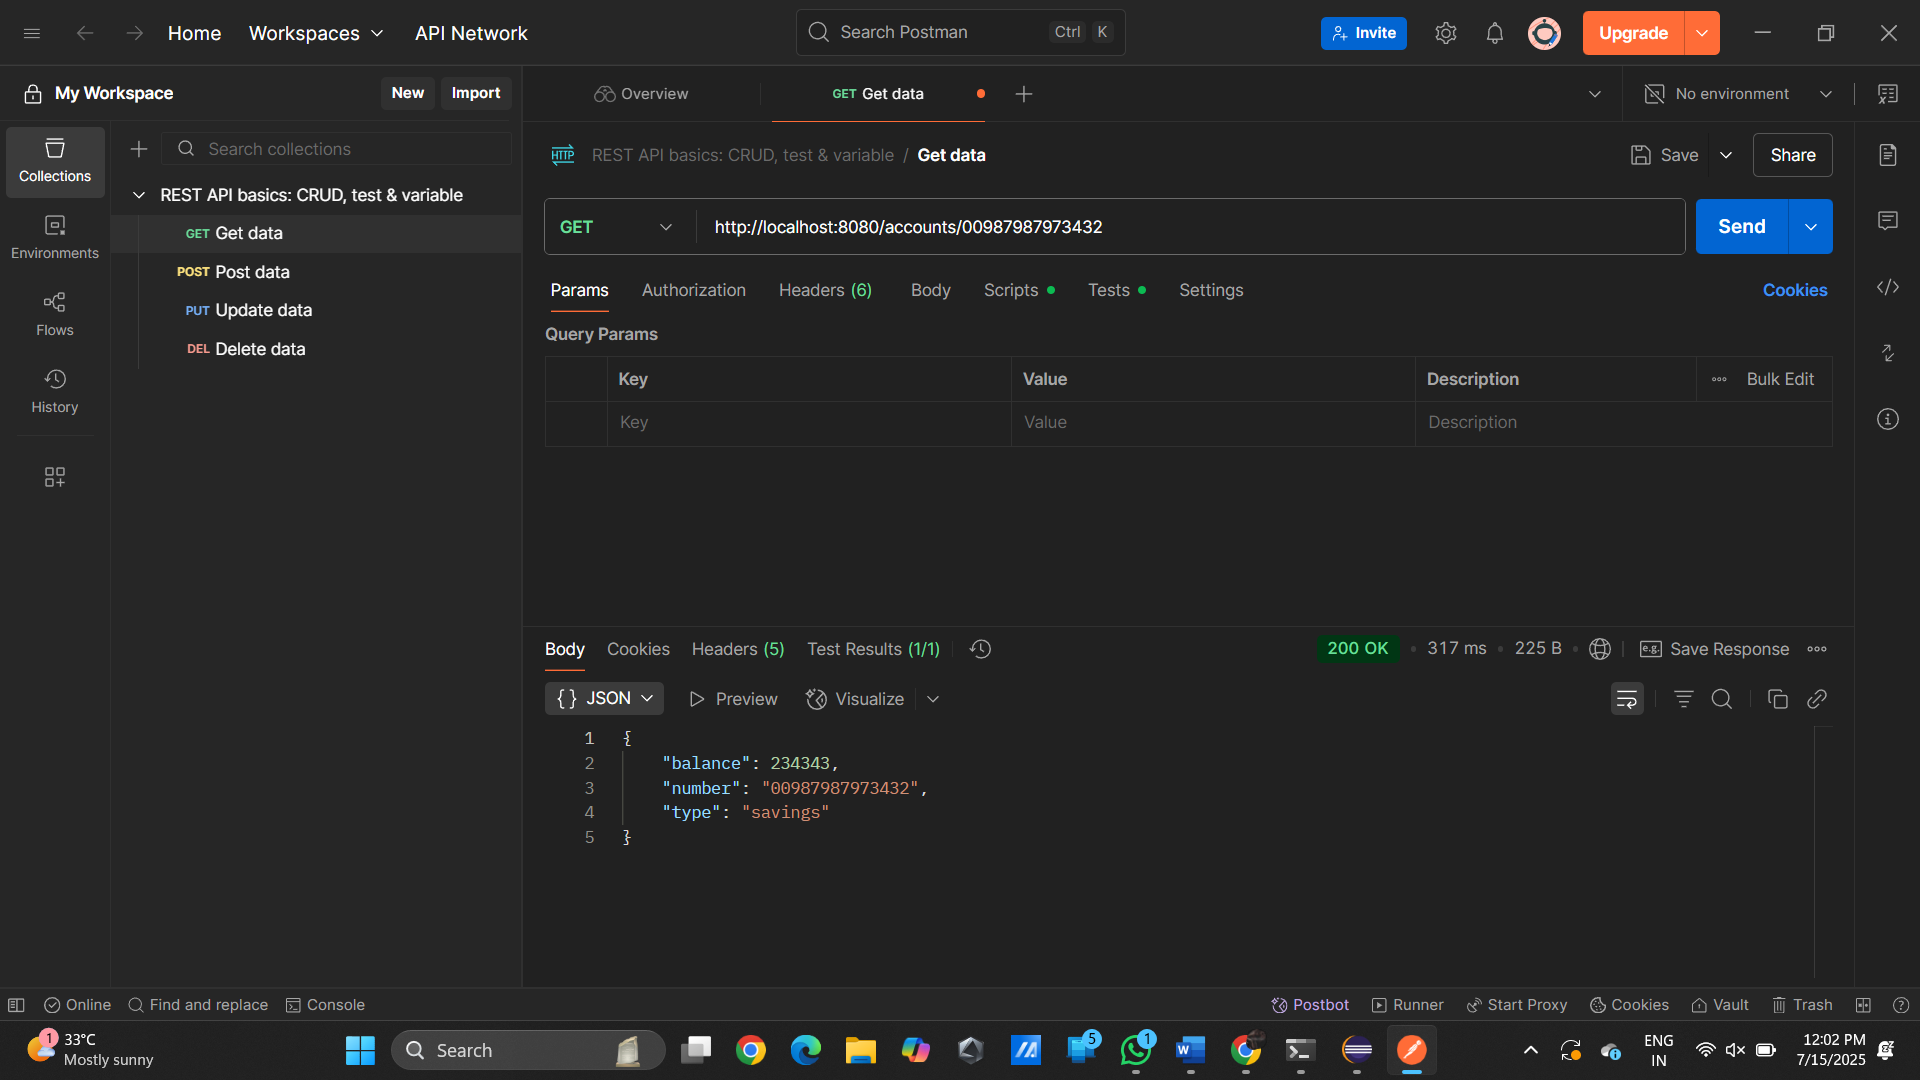 Home Workspaces API Network Search Postman Ctrl K Invite Upgrade
My Workspace New Import Overview GET Get data No environment
Collections
Environments
Flows
History
Search collections
REST API basics: CRUD, test & variable
GET Get data
POST Post data
PUT Update data
DEL Delete data
HTTP REST API basics: CRUD, test & variable / Get data Save Share
GET http://localhost:8080/accounts/00987987973432 Send
Params Authorization Headers (6) Body Scripts Tests Settings Cookies
Query Params
Key Value Description Bulk Edit
Key Value Description
Body Cookies Headers (5) Test Results (1/1) 200 OK 317 ms 225 B e.g. Save Response
{} JSON Preview Visualize
1 {
2 "balance": 234343,
3 "number": "00987987973432",
4 "type": "savings"
5 }
Online Find and replace Console Postbot Runner Start Proxy Cookies Vault Trash
1 33°C
Mostly sunny
Search
5
1
ENG
IN
12:02 PM
7/15/2025